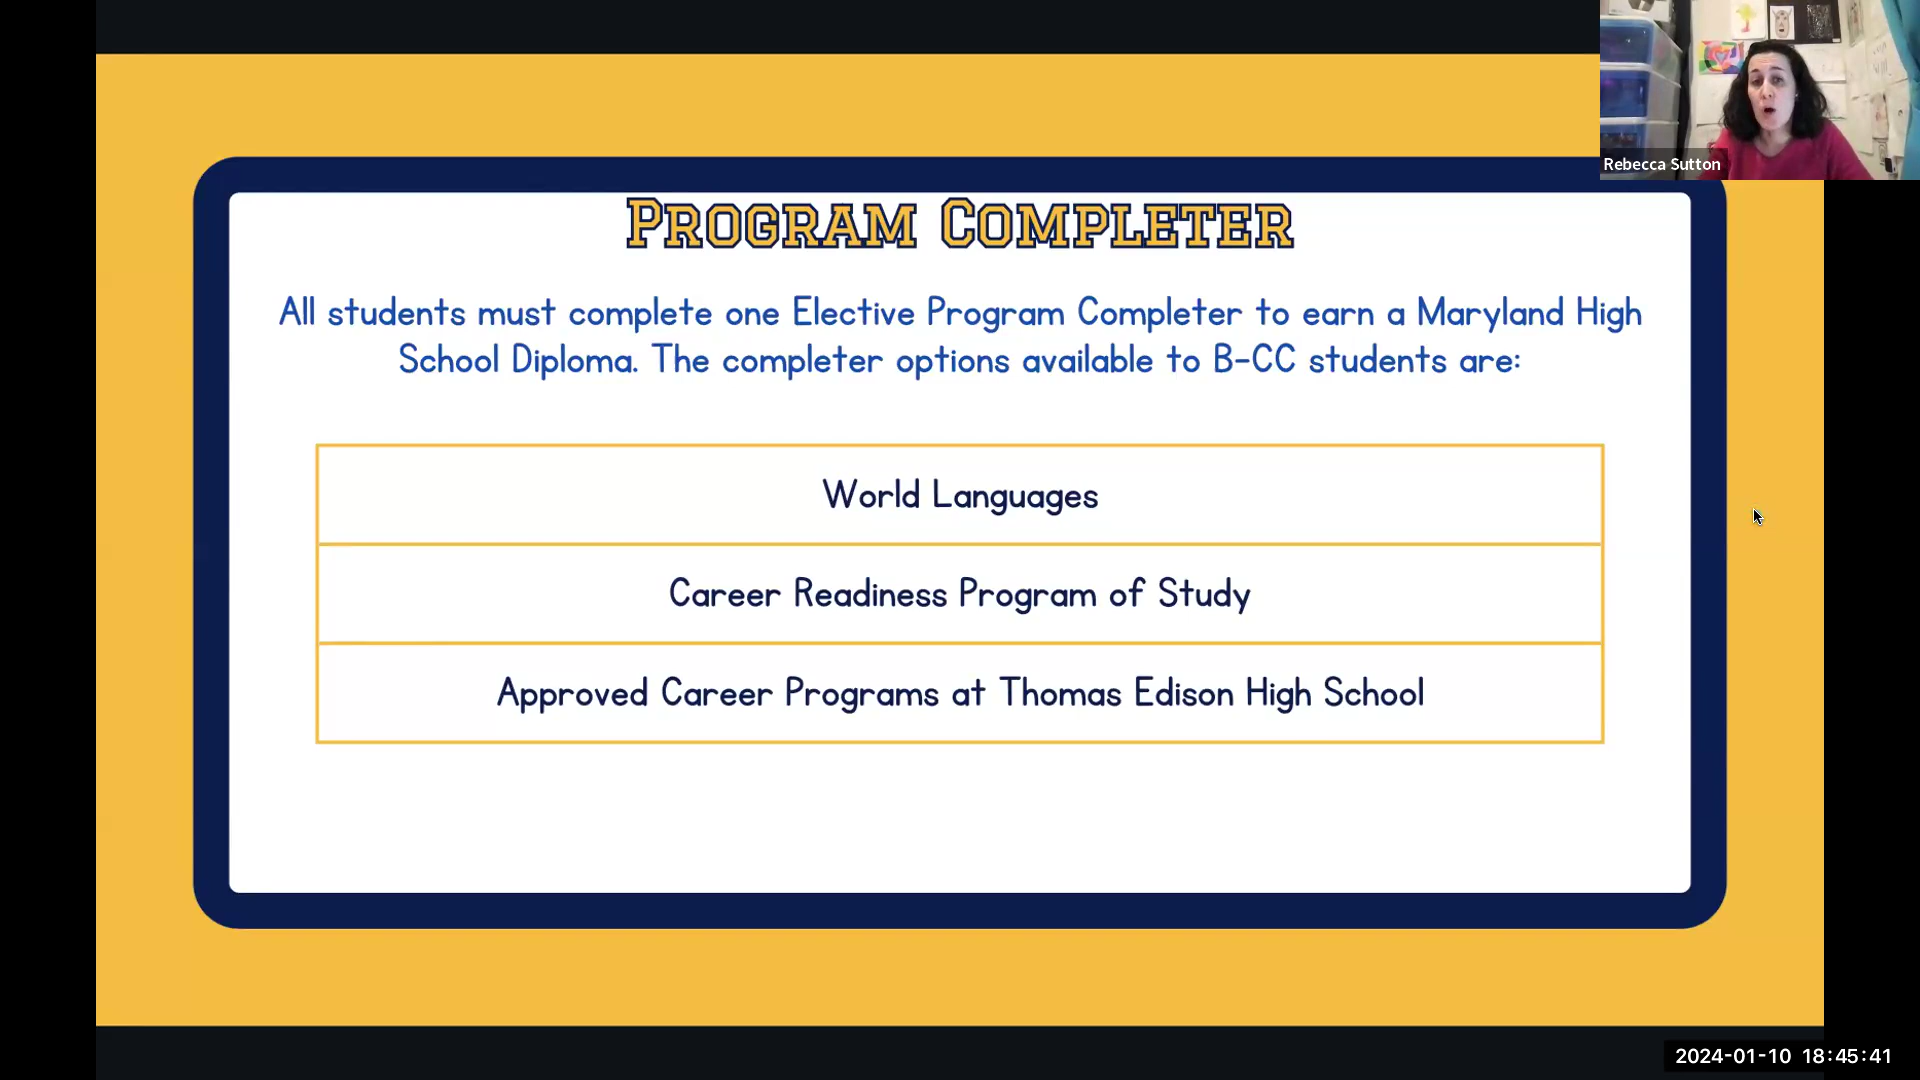 Rebecca Sutton
PROGRAM COMPLETER
All students must complete one Elective Program Completer to earn a Maryland High
School Diploma. The completer options available to B-CC students are:
World Languages
Career Readiness Program of Study
Approved Career Programs at Thomas Edison High School
2024-01-10 18:45:41